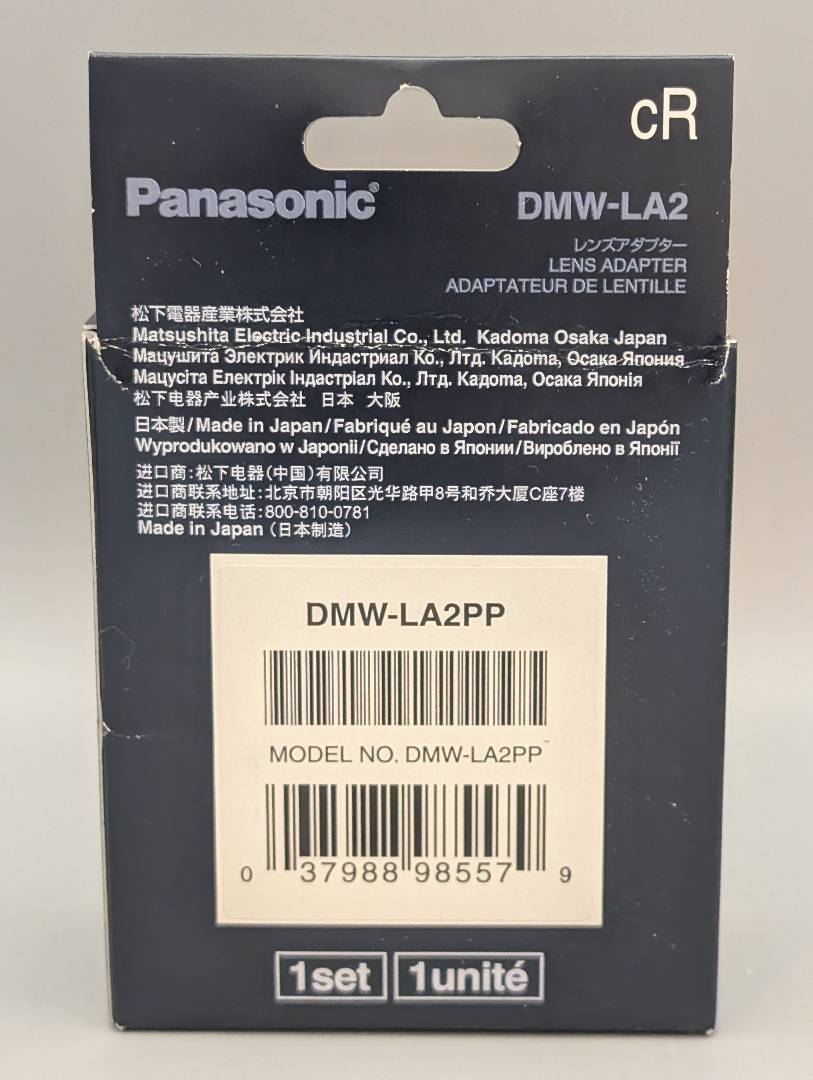 cR
Panasonic®
DMW-LA2
レンズアダプター
LENS ADAPTER
ADAPTATEUR DE LENTILLE
松下電器産業株式会社
Matsushita Electric Industrial Co., Ltd. Kadoma Osaka Japan
Мацушита Электрик Индастриал Ко., Лтд. Кадома, Осака Япония
Мацусіта Електрік Індастріал Ко., Лтд. Кадома, Осака Японія
松下电器产业株式会社 日本 大阪
日本製/Made in Japan/Fabriqué au Japon/Fabricado en Japón
Wyprodukowano w Japonii/Сделано в Японии/Вироблено в Японії
进口商:松下电器(中国)有限公司
进口商联系地址:北京市朝阳区光华路甲8号和乔大厦C座7楼
进口商联系电话:800-810-0781
Made in Japan (日本制造)
DMW-LA2PP
MODEL NO. DMW-LA2PP
0 37988 98557 9
1set 1unité